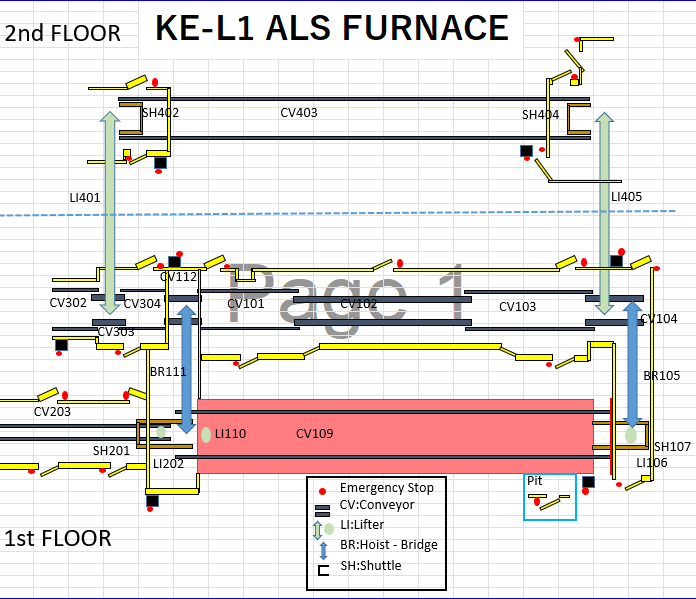 KE-L1 ALS FURNACE
2nd FLOOR
SH402
CV403
SH404
LI401
LI405
Page 1
CV112
CV302
CV304
CV101
CV102
CV103
CV104
CV303
BR111
BR105
CV203
LI110
CV109
SH201
LI202
SH107
LI106
Pit
1st FLOOR
Emergency Stop
CV:Conveyor
LI:Lifter
BR:Hoist - Bridge
SH:Shuttle